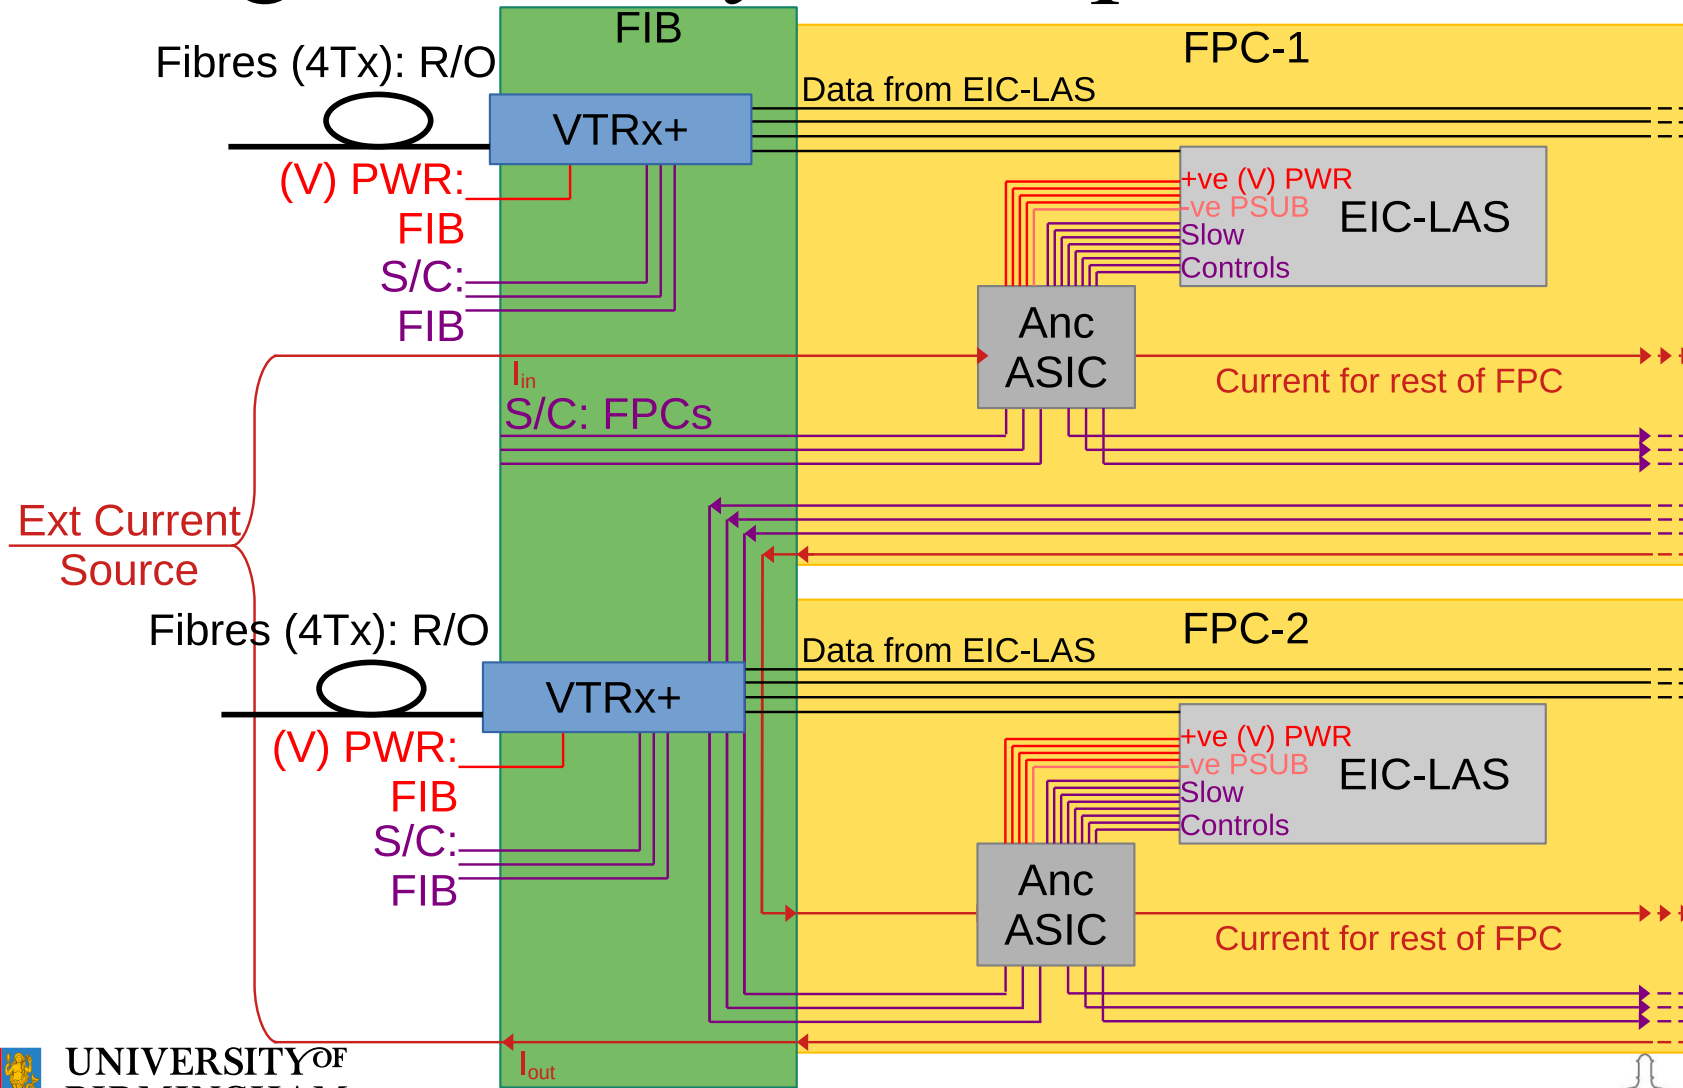 FIB
FPC-1
Fibres (4Tx): R/O
Data from EIC-LAS
VTRx+
(V) PWR:
FIB
+ve (V) PWR
-ve PSUB
EIC-LAS
Slow
Controls
S/C:
FIB
Anc
ASIC
Iin
Current for rest of FPC
S/C: FPCs
Ext Current
Source
Fibres (4Tx): R/O
FPC-2
Data from EIC-LAS
VTRx+
(V) PWR:
FIB
+ve (V) PWR
-ve PSUB
EIC-LAS
Slow
Controls
S/C:
FIB
Anc
ASIC
Current for rest of FPC
Iout
UNIVERSITY OF
BIRMINGHAM